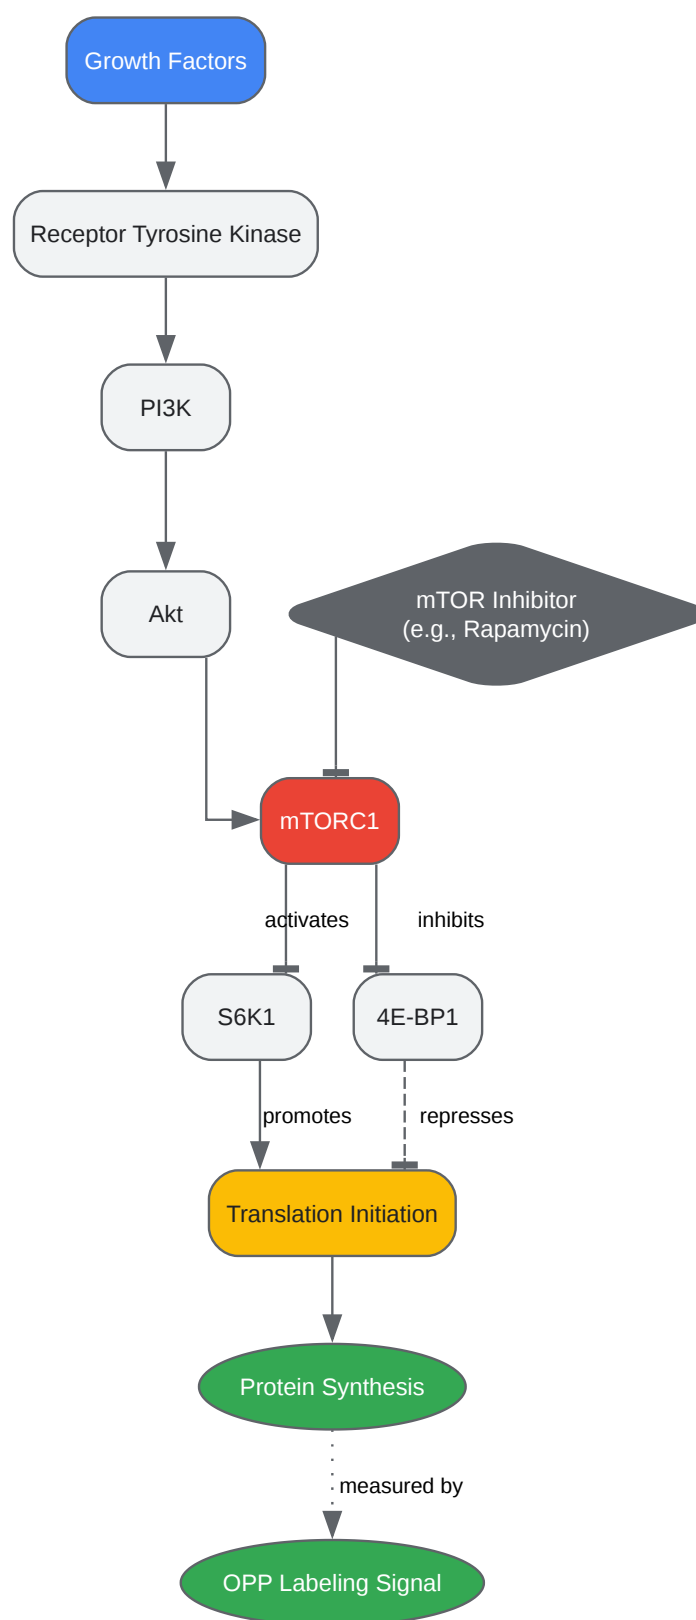 Growth Factors
Receptor Tyrosine Kinase
PI3K
Akt
mTOR Inhibitor
(e.g., Rapamycin)
mTORC1
activates
inhibits
S6K1
4E-BP1
promotes
represses
Translation Initiation
Protein Synthesis
measured by
OPP Labeling Signal